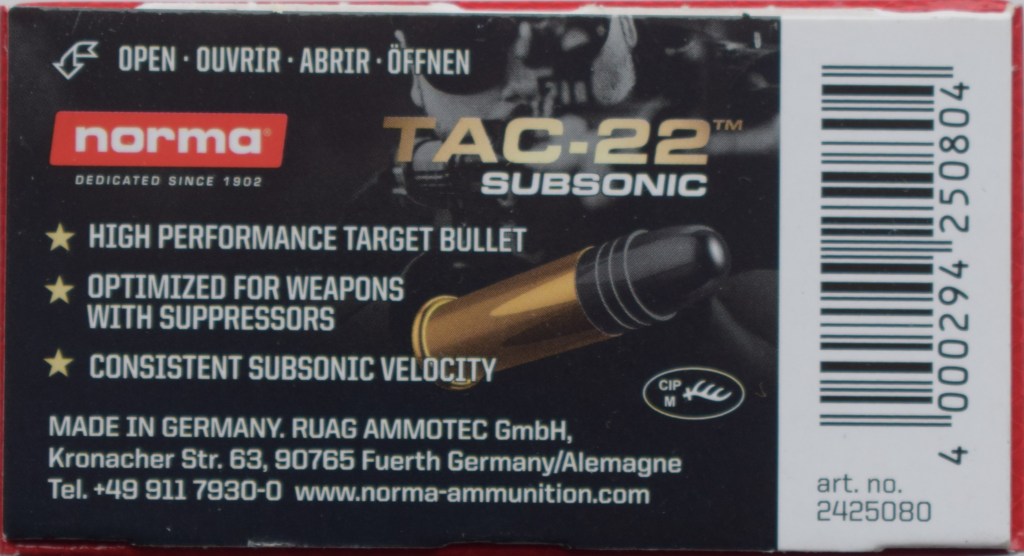 OPEN · OUVRIR · ABRIR · ÖFFNEN
norma
DEDICATED SINCE 1902
TAC-22™
SUBSONIC
HIGH PERFORMANCE TARGET BULLET
OPTIMIZED FOR WEAPONS
WITH SUPPRESSORS
CONSISTENT SUBSONIC VELOCITY
CIP
M
MADE IN GERMANY. RUAG AMMOTEC GmbH,
Kronacher Str. 63, 90765 Fuerth Germany/Alemagne
Tel. +49 911 7930-0 www.norma-ammunition.com
4 000294 250804
art. no.
2425080